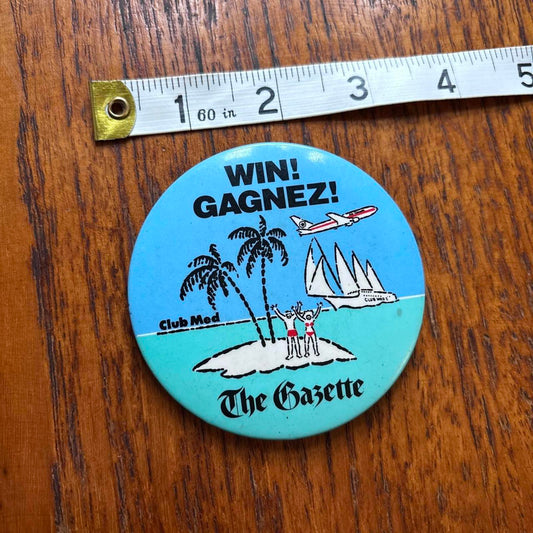 1 60 in 2 3 4 5
WIN!
GAGNEZ!
CLUB MED 1
Club Med
The Gazette